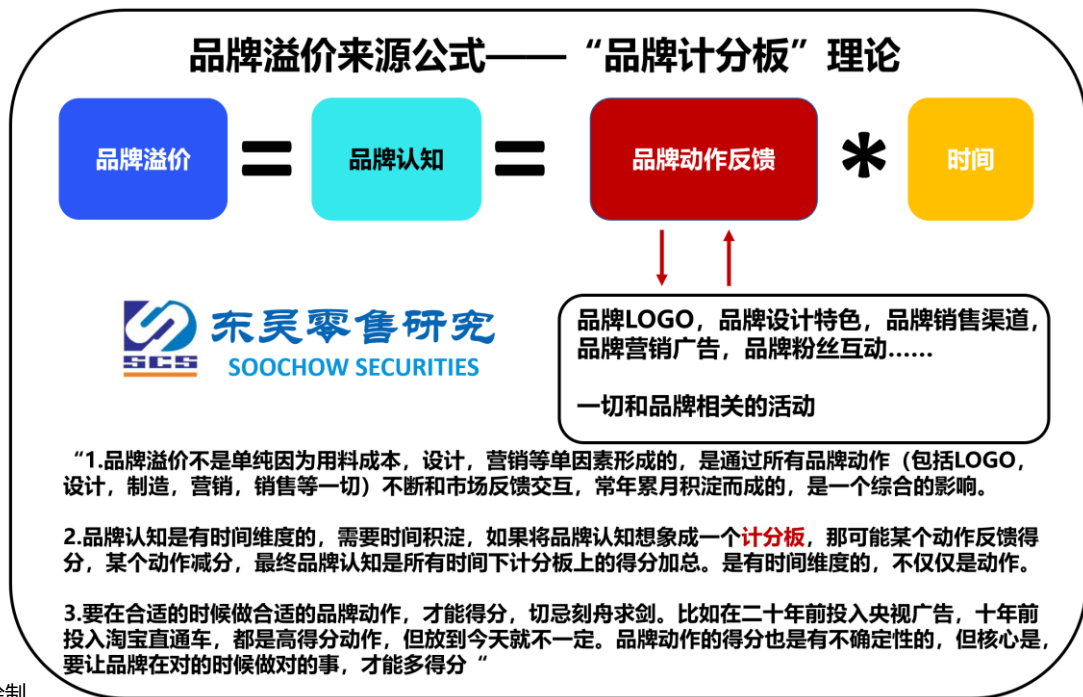 品牌溢价来源公式——“品牌计分板”理论
品牌溢价
=
品牌认知
=
品牌动作反馈
*
时间
SCS
东吴零售研究
SOOCHOW SECURITIES
品牌LOGO，品牌设计特色，品牌销售渠道，
品牌营销广告，品牌粉丝互动……
一切和品牌相关的活动
“1.品牌溢价不是单纯因为用料成本，设计，营销等单因素形成的，是通过所有品牌动作（包括LOGO，
设计，制造，营销，销售等一切）不断和市场反馈交互，常年累月积淀而成的，是一个综合的影响。
2.品牌认知是有时间维度的，需要时间积淀，如果将品牌认知想象成一个计分板，那可能某个动作反馈得
分，某个动作减分，最终品牌认知是所有时间下计分板上的得分加总。是有时间维度的，不仅仅是动作。
3.要在合适的时候做合适的品牌动作，才能得分，切忌刻舟求剑。比如在二十年前投入央视广告，十年前
投入淘宝直通车，都是高得分动作，但放到今天就不一定。品牌动作的得分也是有不确定性的，但核心是，
要让品牌在对的时候做对的事，才能多得分“